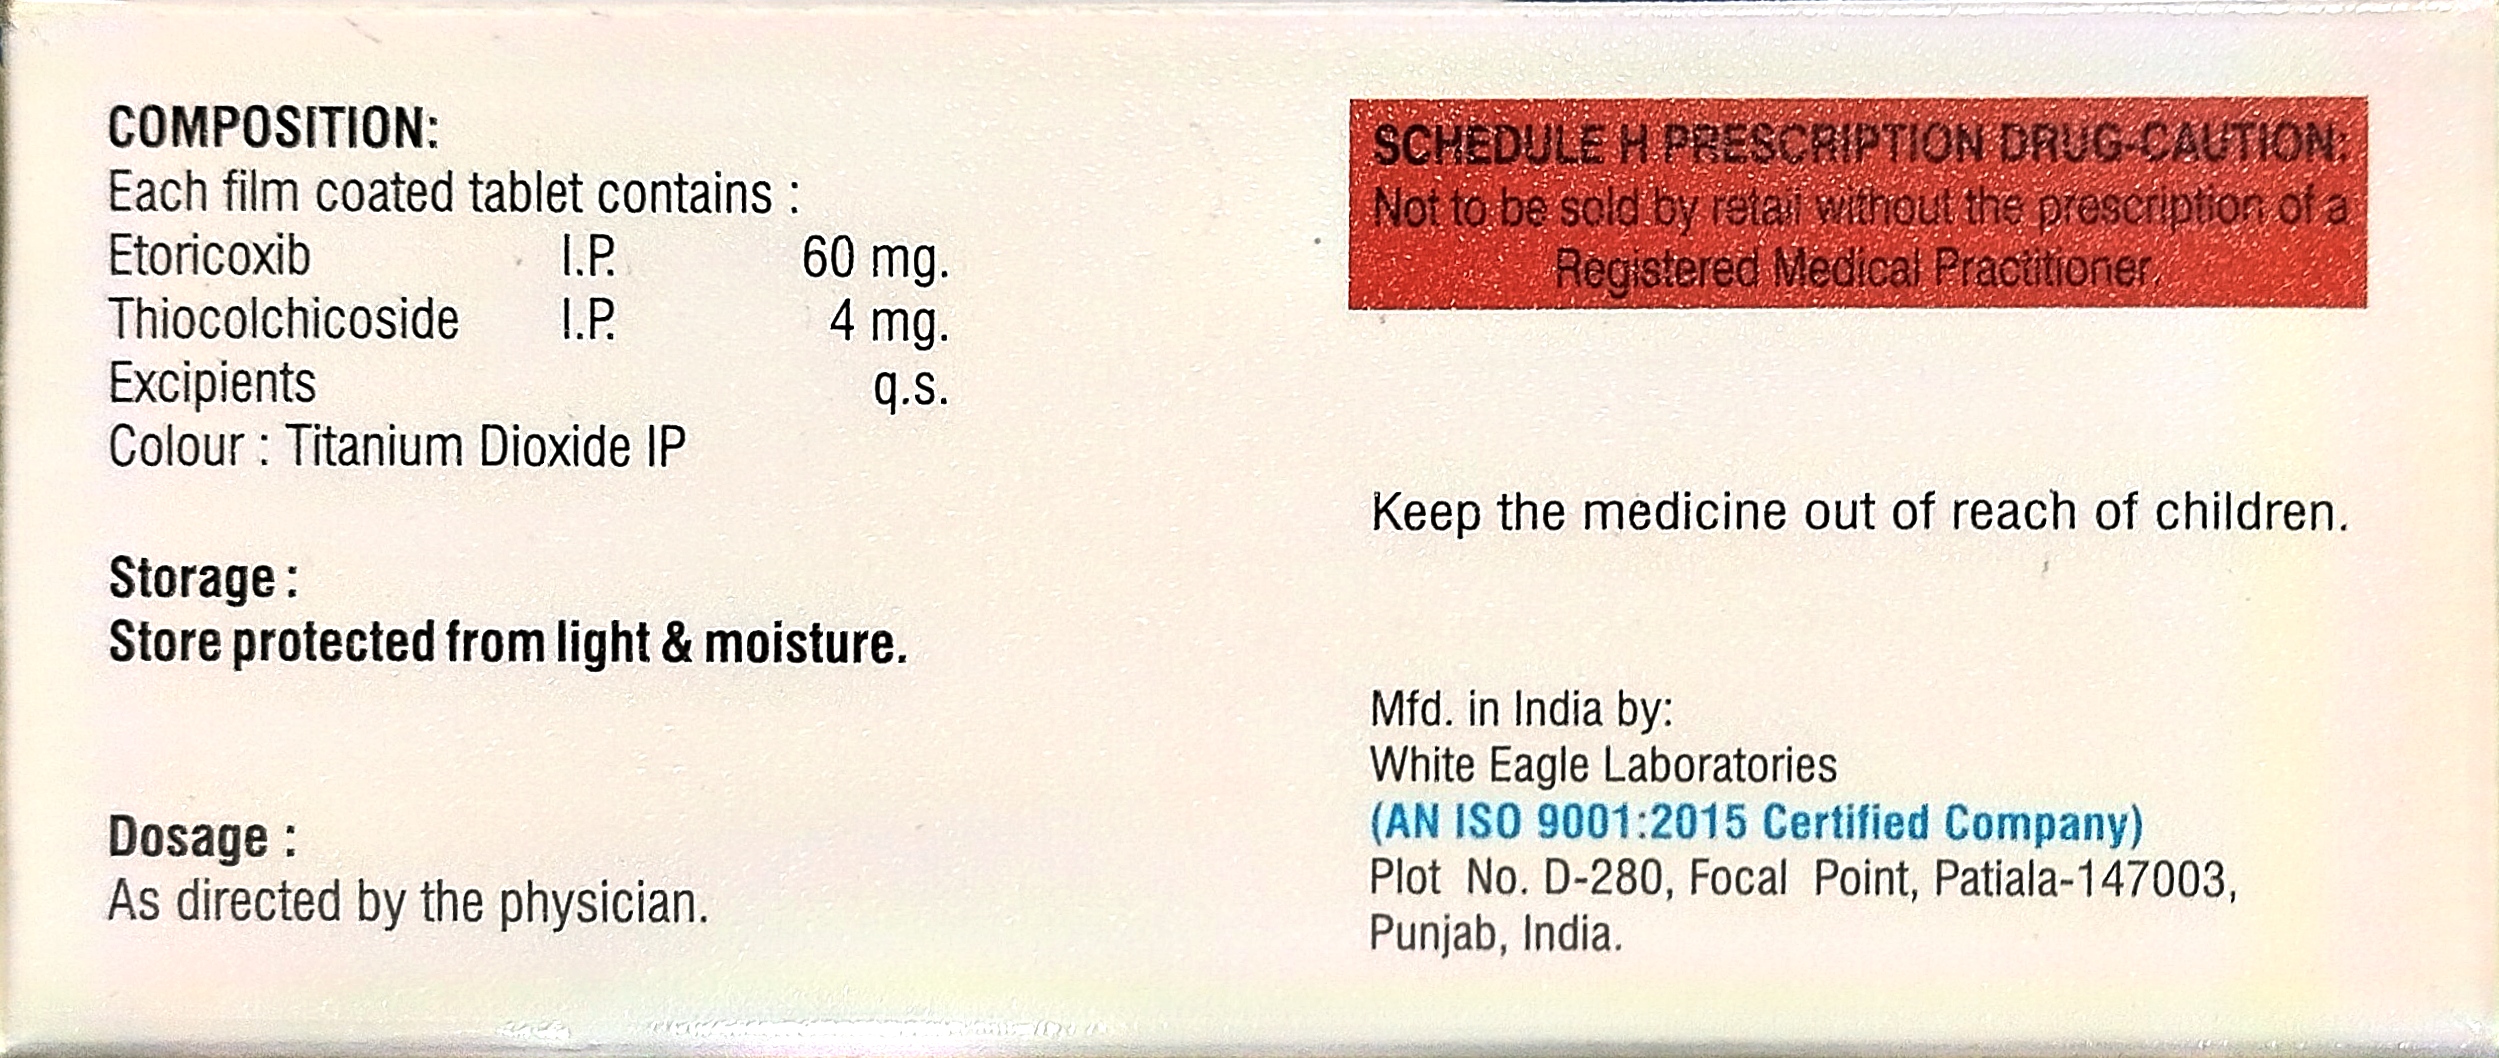 COMPOSITION:
Each film coated tablet contains :
Etoricoxib I.P. 60 mg.
Thiocolchicoside I.P. 4 mg.
Excipients q.s.
Colour : Titanium Dioxide IP
Storage :
Store protected from light & moisture.
Dosage :
As directed by the physician.
SCHEDULE H PRESCRIPTION DRUG-CAUTION:
Not to be sold by retail without the prescription of a
Registered Medical Practitioner.
Keep the medicine out of reach of children.
Mfd. in India by:
White Eagle Laboratories
(AN ISO 9001:2015 Certified Company)
Plot No. D-280, Focal Point, Patiala-147003,
Punjab, India.